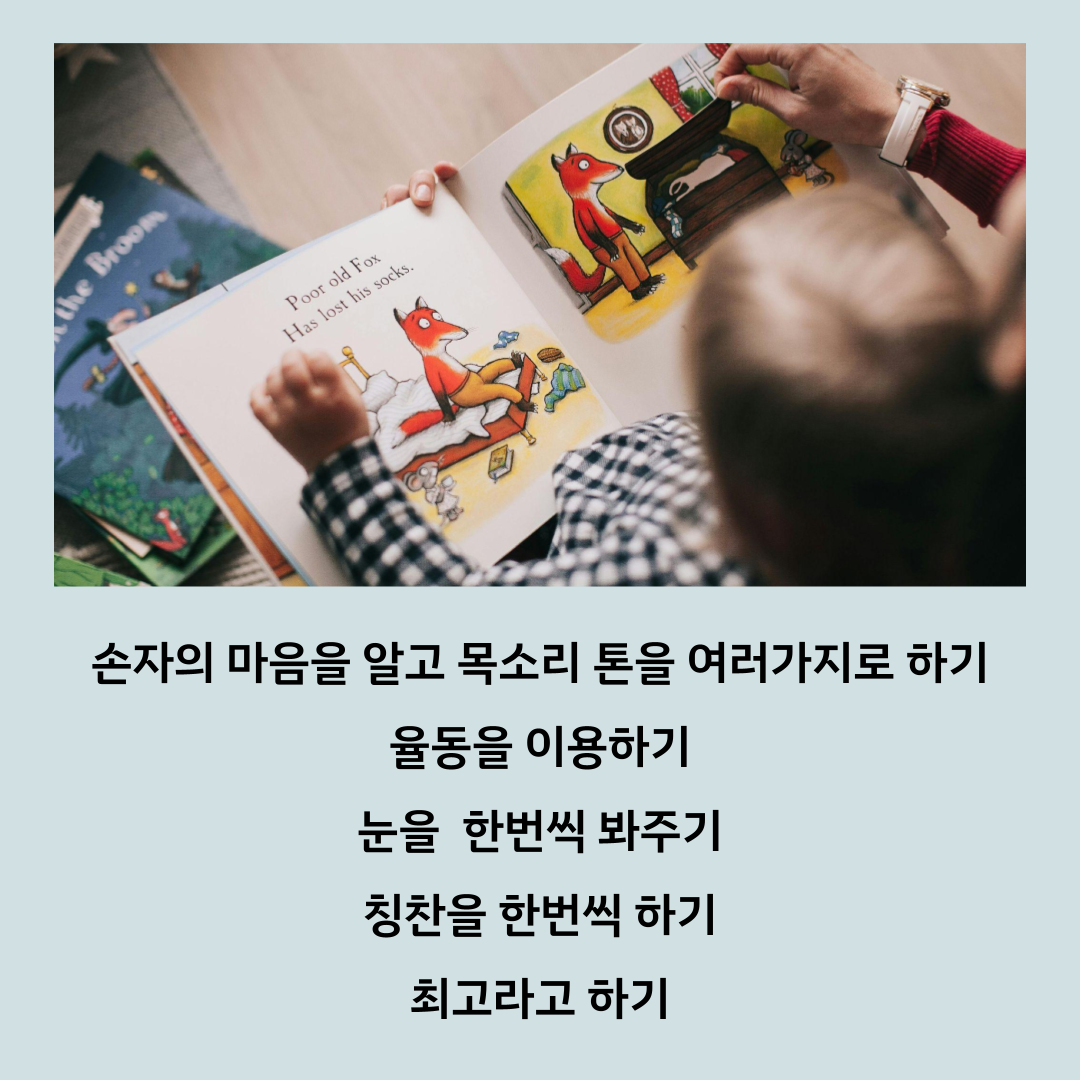 the Broom
Poor old Fox
Has lost his socks.
손자의 마음을 알고 목소리 톤을 여러가지로 하기
율동을 이용하기
눈을  한번씩 봐주기
칭찬을 한번씩 하기
최고라고 하기